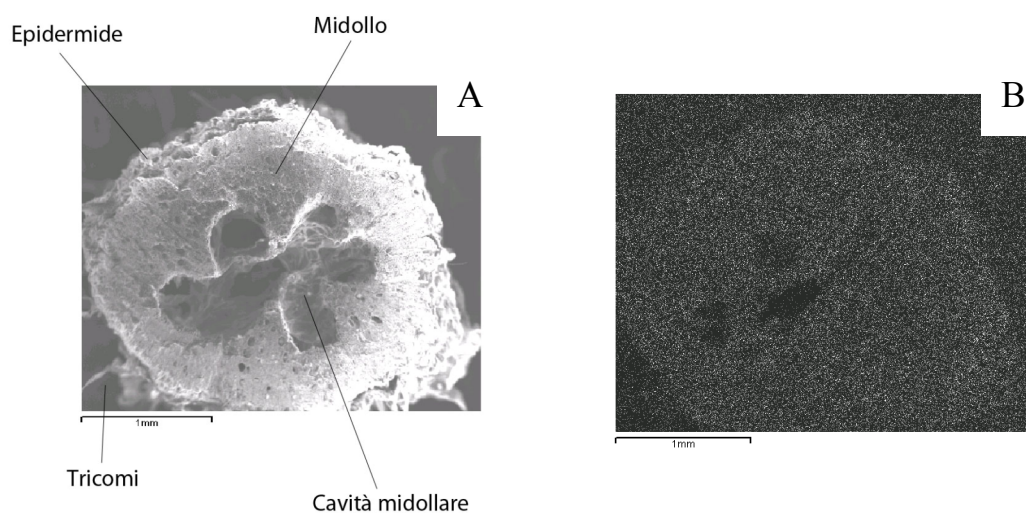 Epidermide
Midollo
A
B
1mm
1mm
Tricomi
Cavità midollare